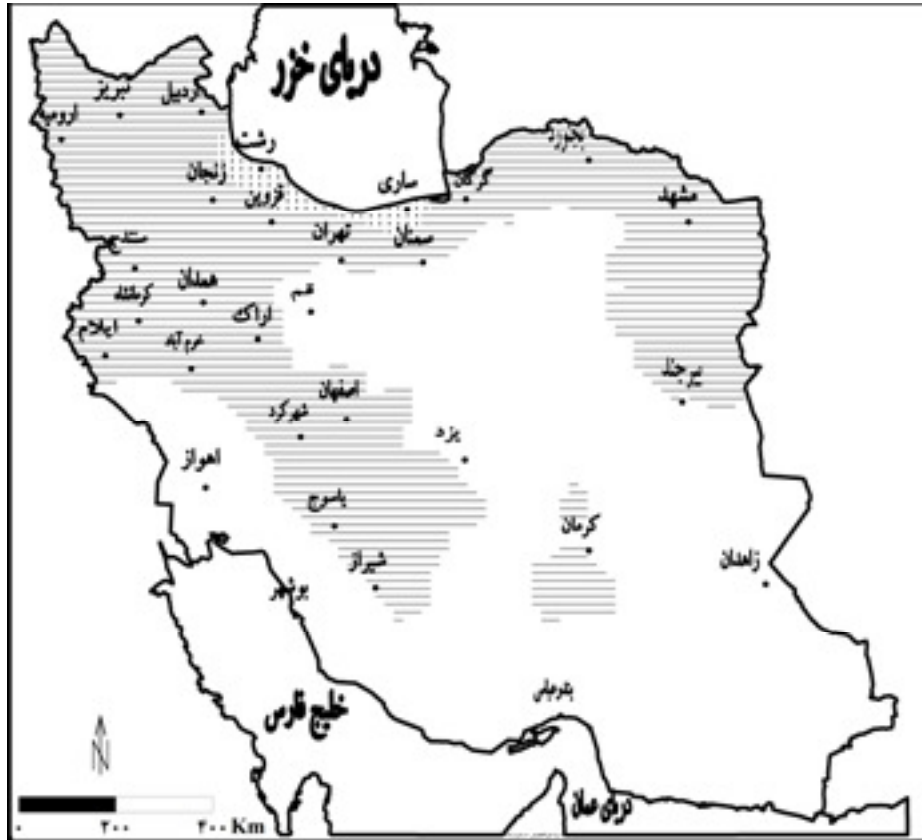 دریای خزر
تبریز
اردبیل
ارومیه
رشت
بجنورد
زنجان
ساری
گرگان
مشهد
قزوین
تهران
سمنان
سنندج
همدان
قم
کرمانشاه
اراک
ایلام
خرم آباد
بیرجند
اصفهان
شهرکرد
یزد
اهواز
یاسوج
کرمان
شیراز
زاهدان
بوشهر
بندرعباس
خلیج فارس
دریای عمان
۰ ۲۰۰ ۴۰۰ Km
N